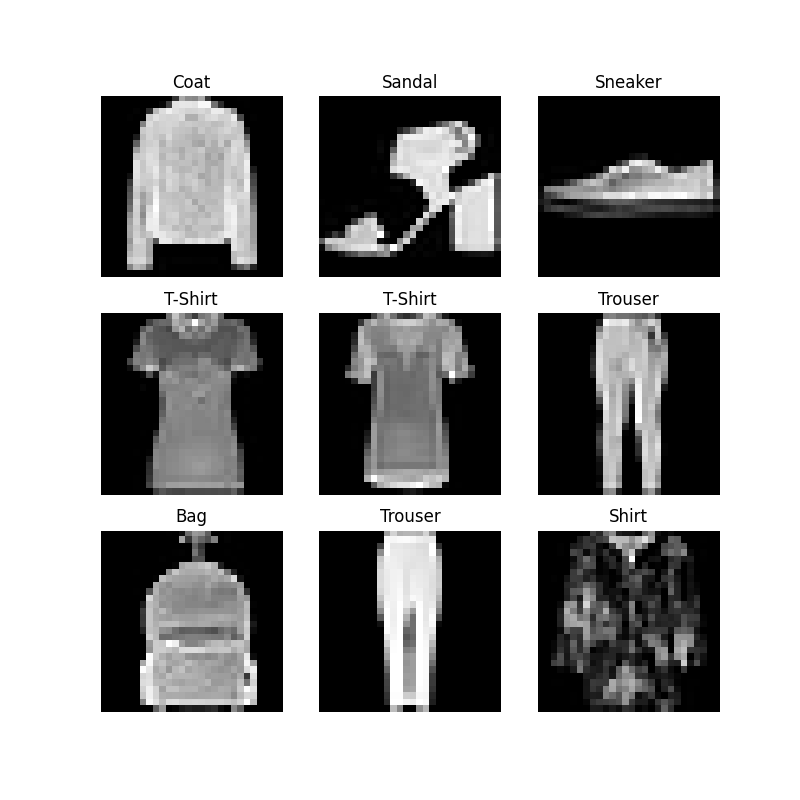 Coat
Sandal
Sneaker
T-Shirt
T-Shirt
Trouser
Bag
Trouser
Shirt